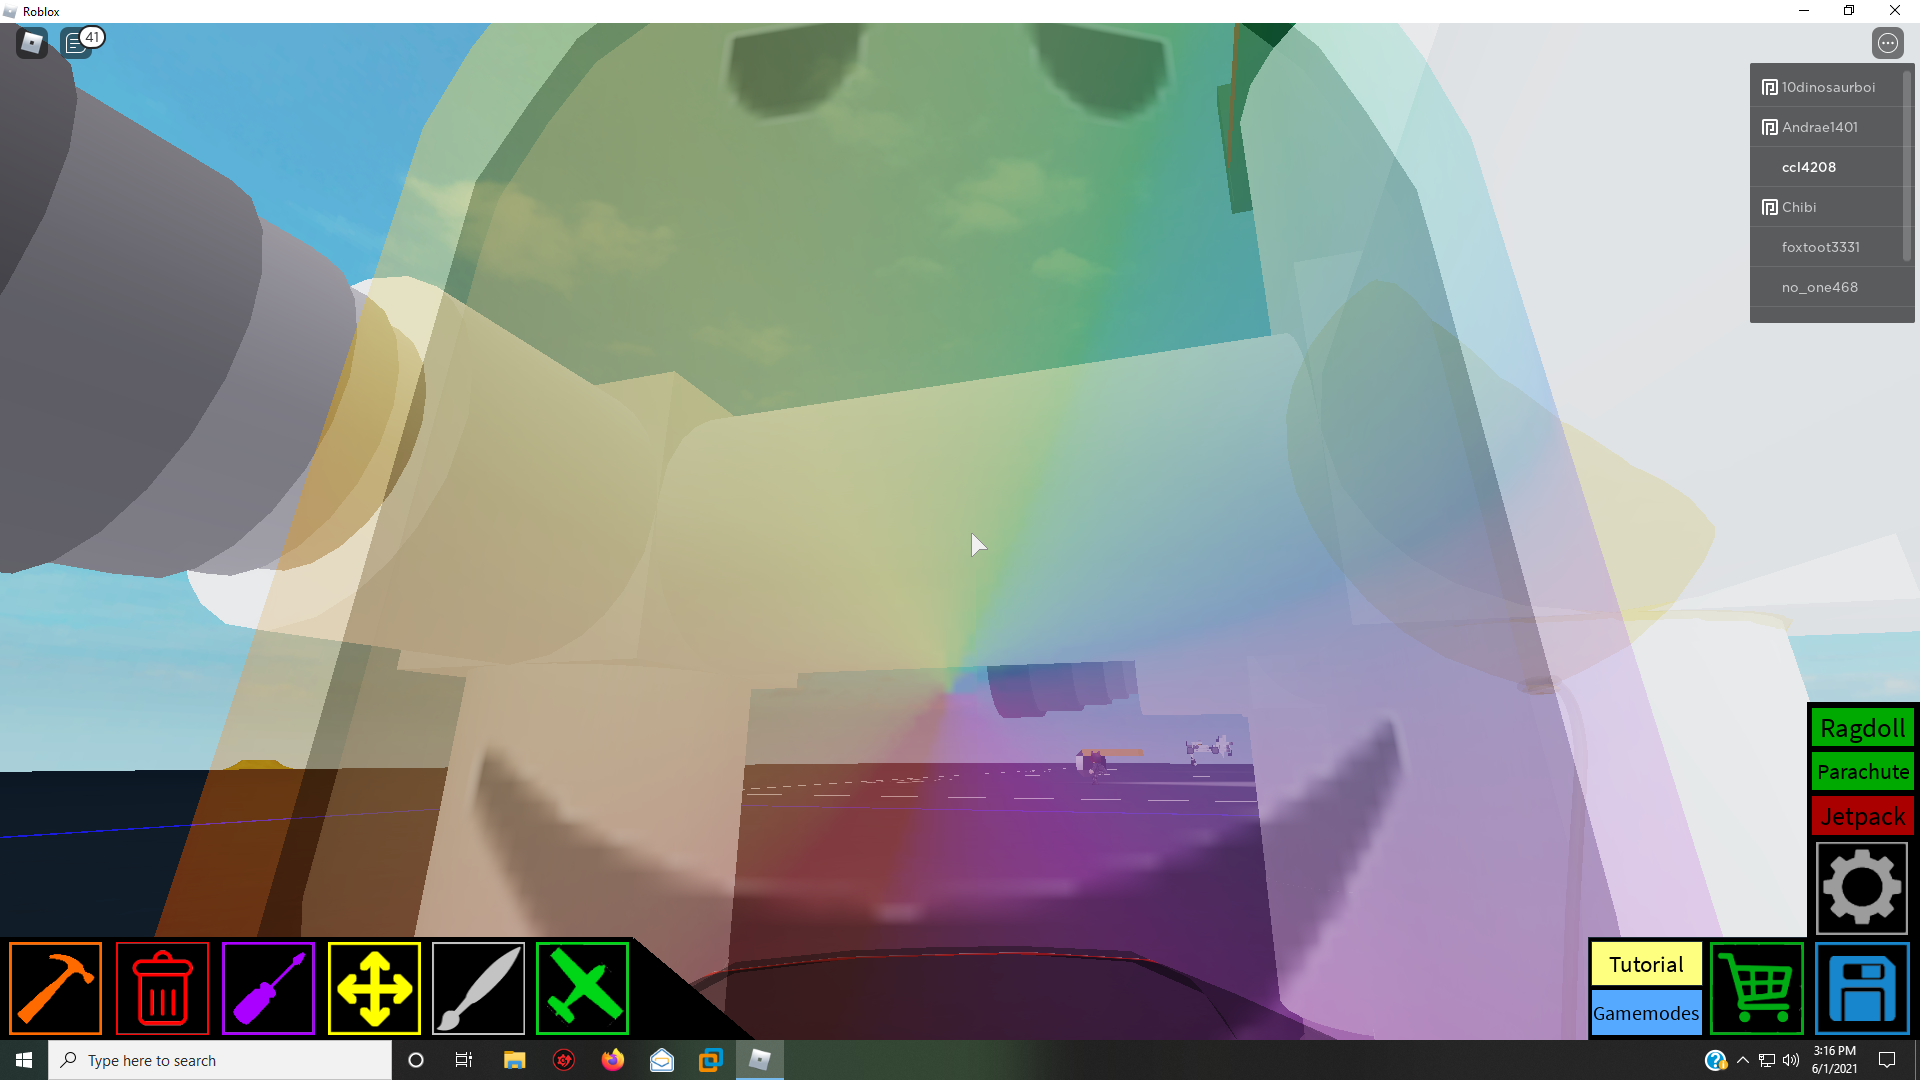 Roblox
41
10dinosaurboi
Andrae1401
ccl4208
Chibi
foxtoot3331
no_one468
Ragdoll
Parachute
Jetpack
Tutorial
Gamemodes
Type here to search
3:16 PM
6/1/2021